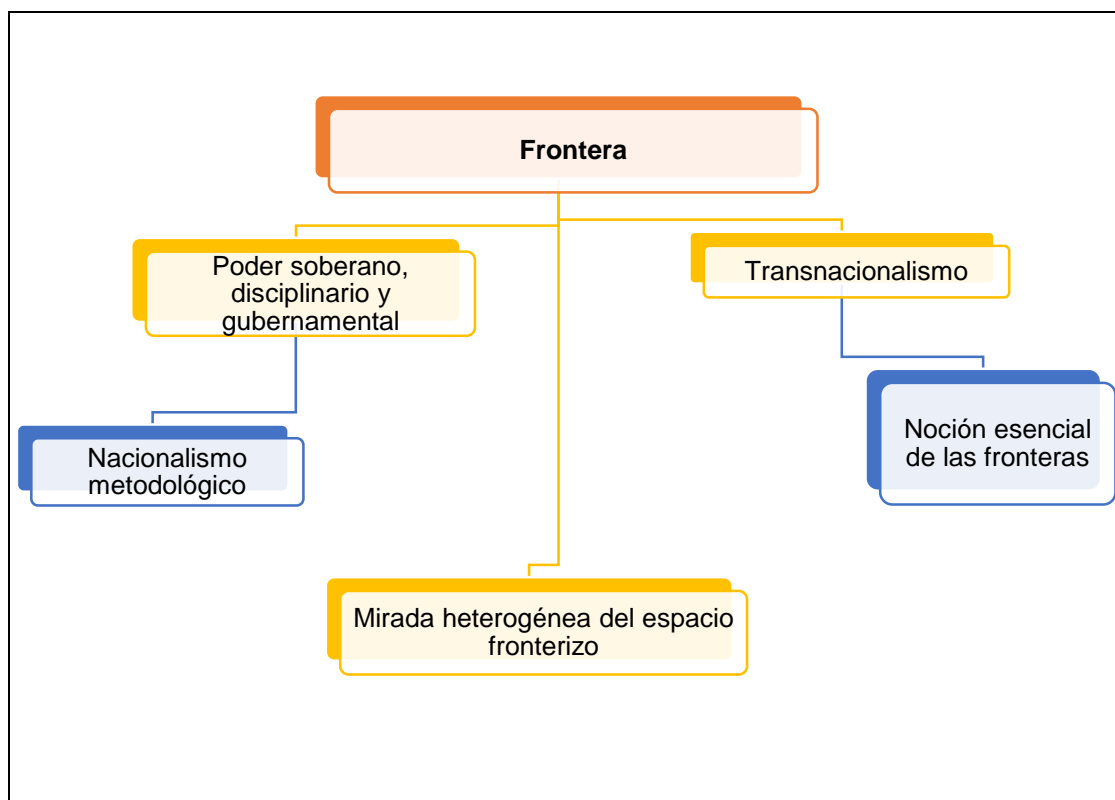 Frontera
Poder soberano,
disciplinario y
gubernamental
Transnacionalismo
Nacionalismo
metodológico
Noción esencial
de las fronteras
Mirada heterogénea del espacio
fronterizo